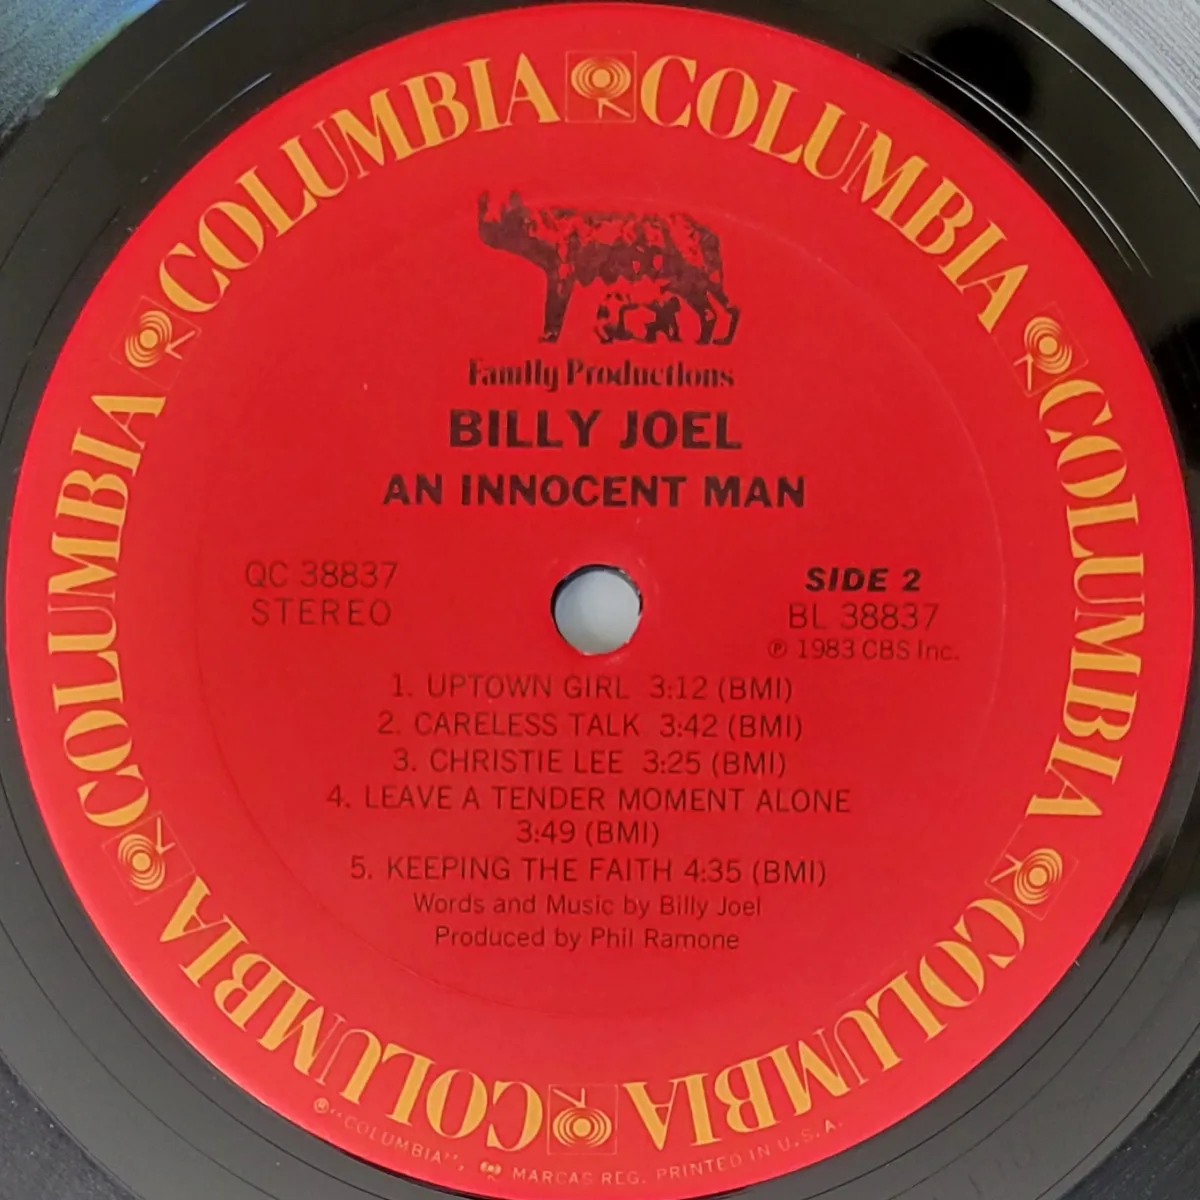 COLUMBIA COLUMBIA COLUMBIA COLUMBIA COLUMBIA COLUMBIA COLUMBIA
Family Productions
BILLY JOEL
AN INNOCENT MAN
QC 38837
STEREO
SIDE 2
BL 38837
℗ 1983 CBS Inc.
1. UPTOWN GIRL 3:12 (BMI)
2. CARELESS TALK 3:42 (BMI)
3. CHRISTIE LEE 3:25 (BMI)
4. LEAVE A TENDER MOMENT ALONE
3:49 (BMI)
5. KEEPING THE FAITH 4:35 (BMI)
Words and Music by Billy Joel
Produced by Phil Ramone
® "COLUMBIA", MARCAS REG. PRINTED IN U.S.A.